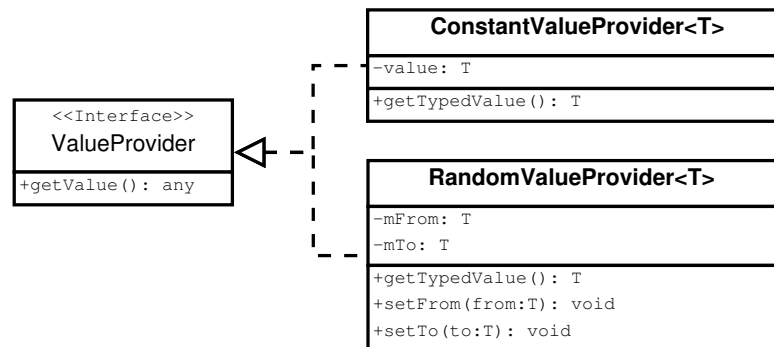 <<Interface>>
ValueProvider
+getValue(): any
ConstantValueProvider<T>
-value: T
+getTypedValue(): T
RandomValueProvider<T>
-mFrom: T
-mTo: T
+getTypedValue(): T
+setFrom(from:T): void
+setTo(to:T): void